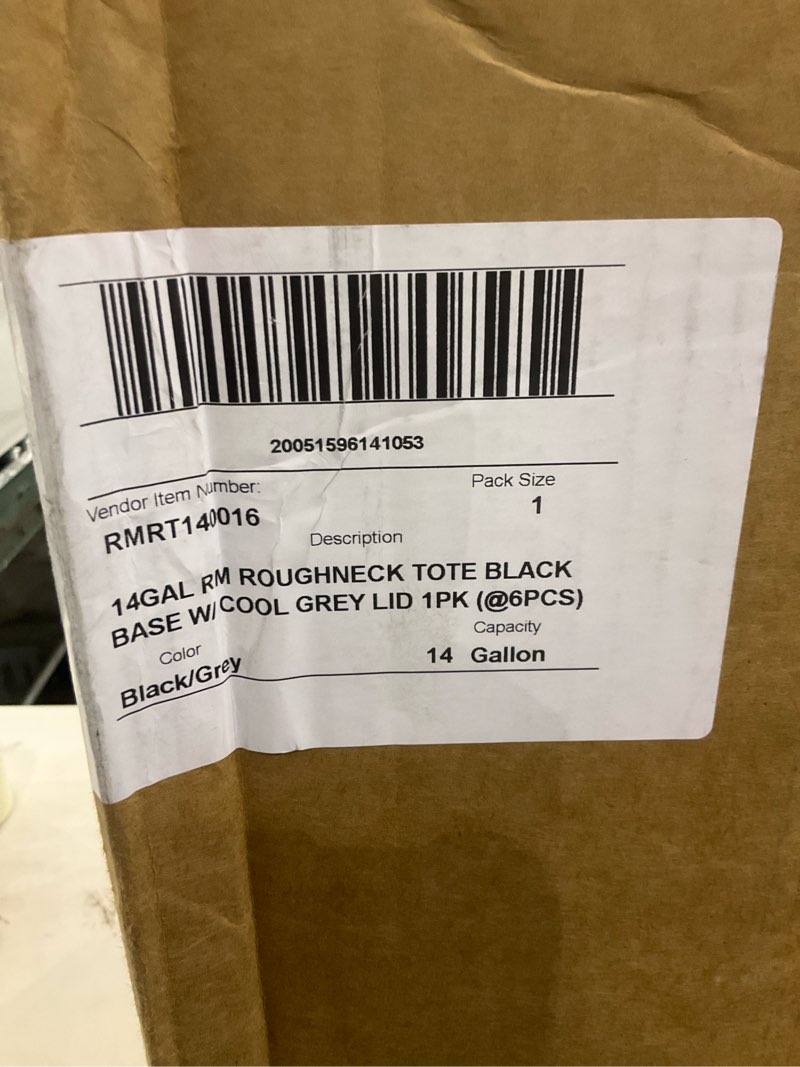 20051596141053
Vendor Item Number:
RMRT140016
Pack Size
1
Description
14GAL RM ROUGHNECK TOTE BLACK
BASE W/COOL GREY LID 1PK (@6PCS)
Color
Black/Grey
Capacity
14 Gallon